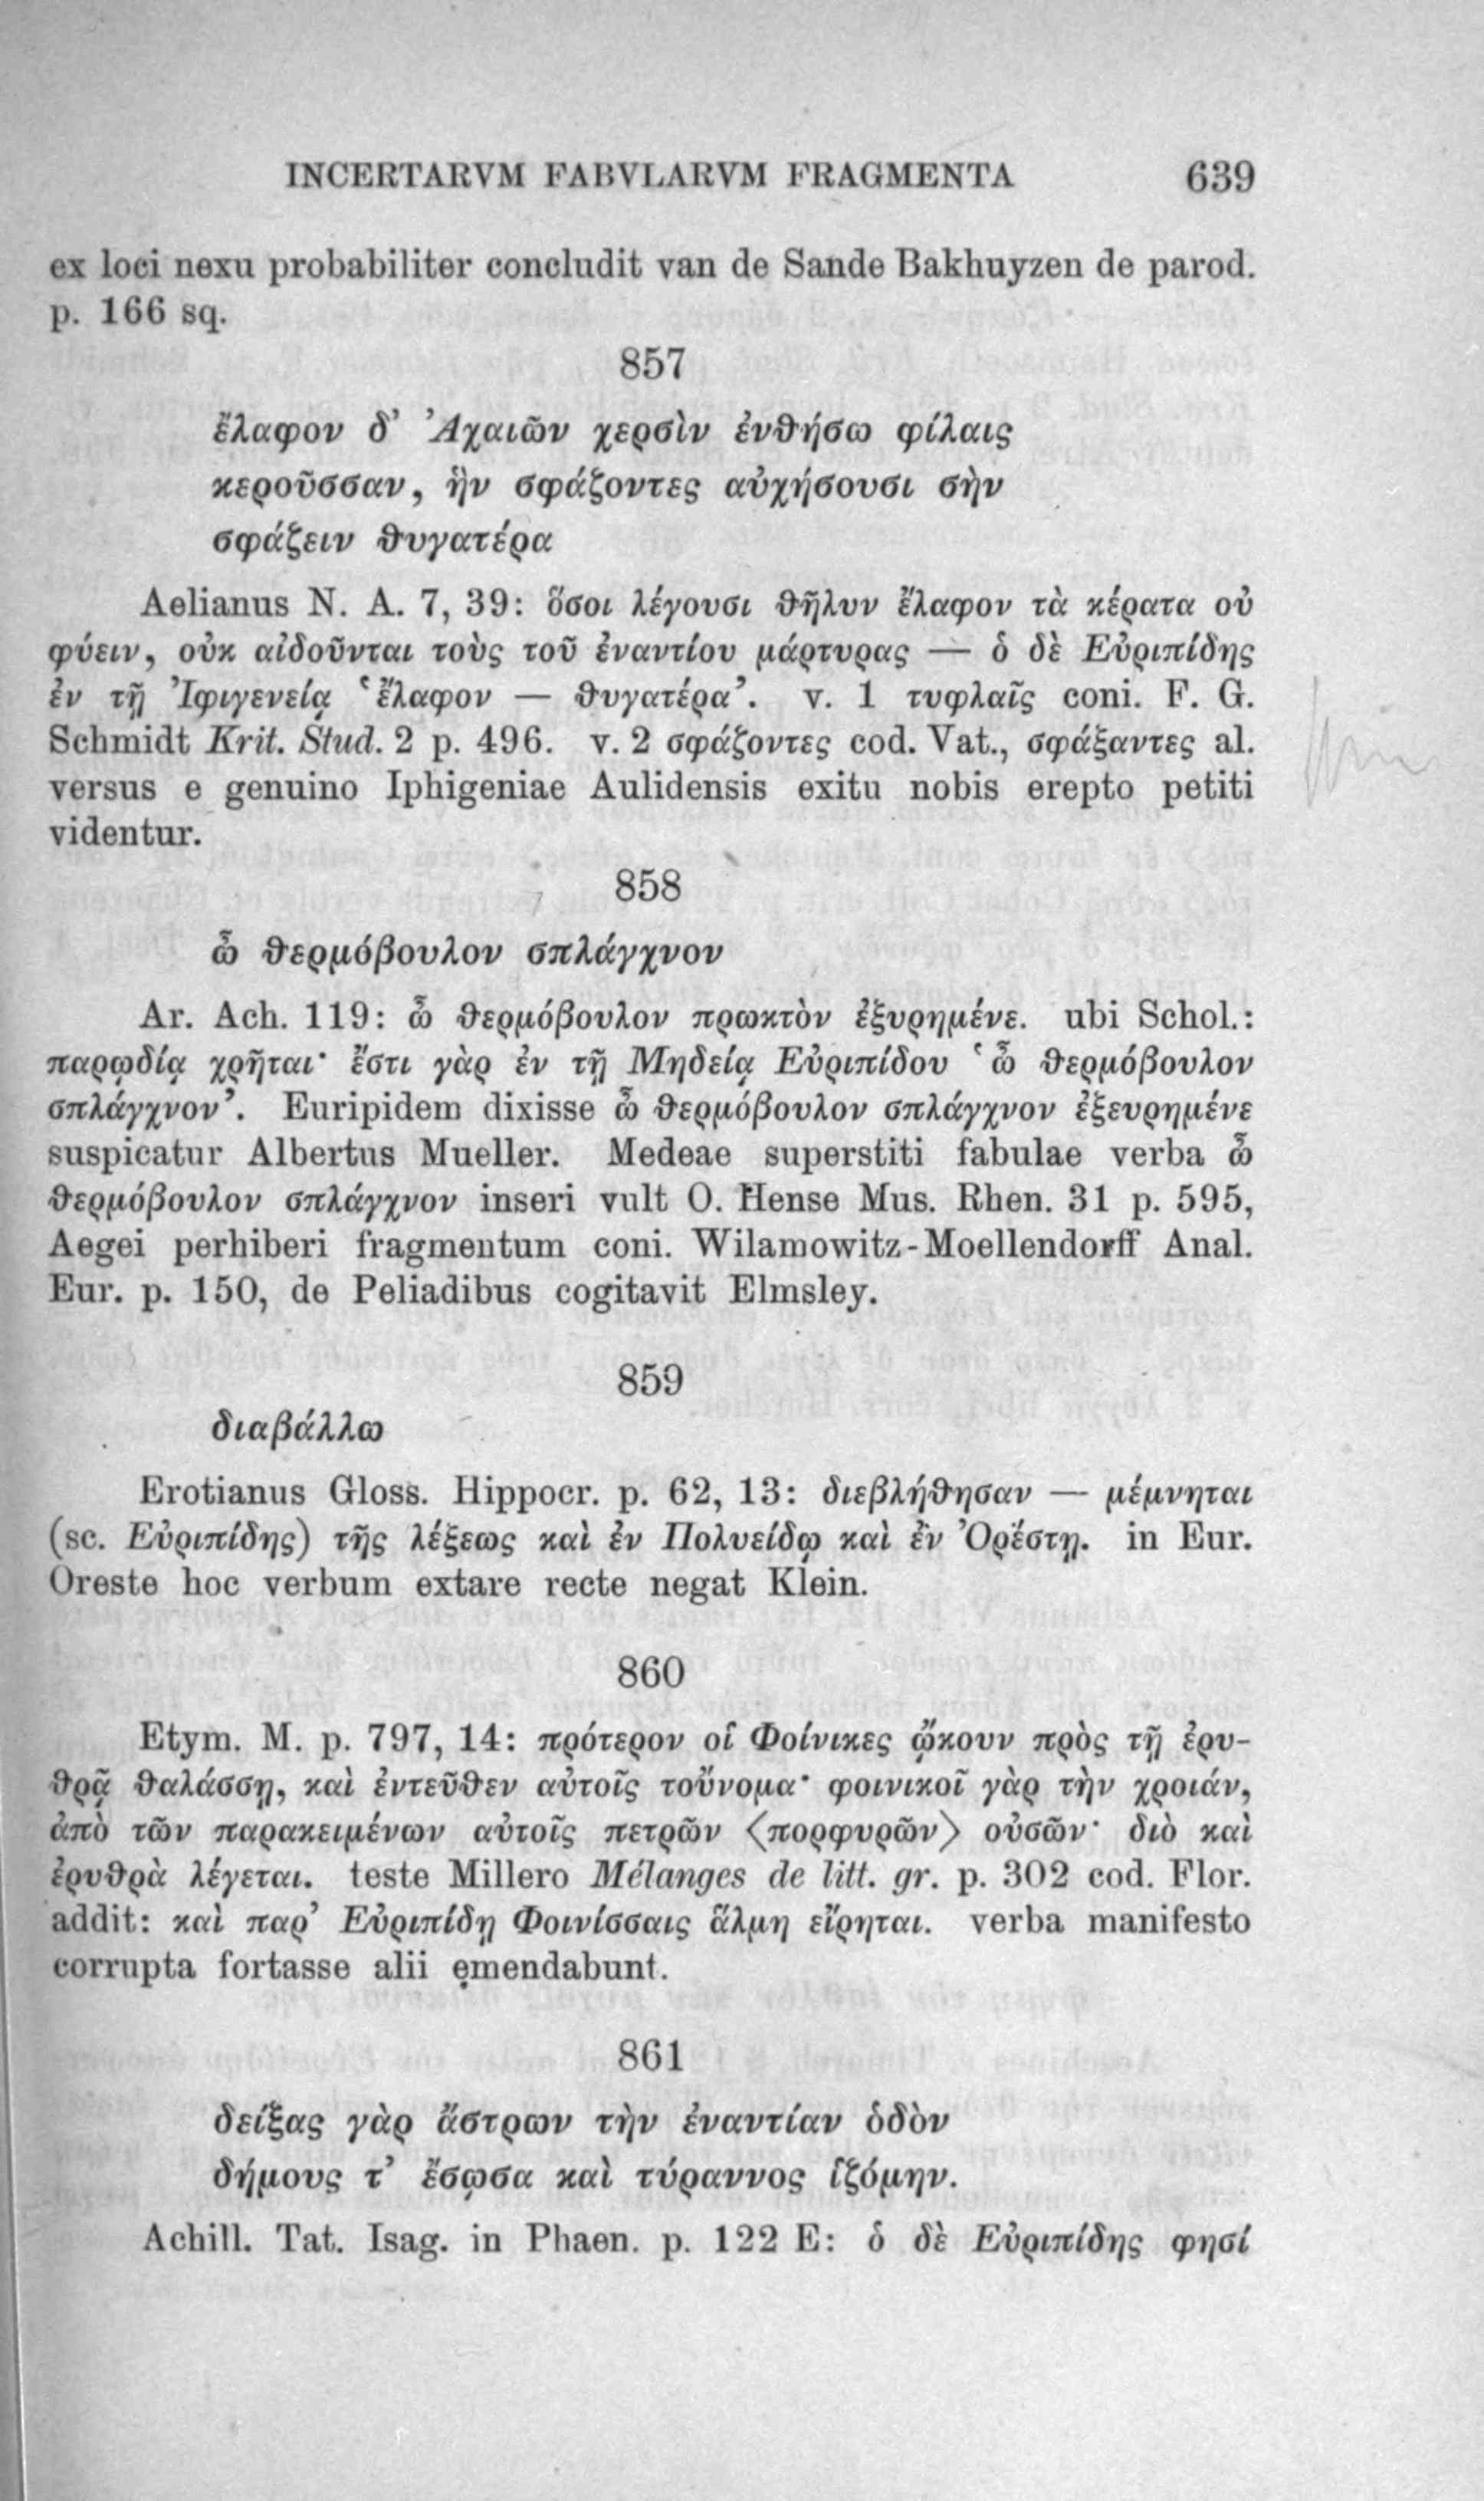 INCERTARVM FABVLARVM FRAGMENTA 639
ex loci nexu probabiliter concludit van de Sande Bakhuyzen de parod.
p. 166 sq.
857
ἔλαφον δ' Ἀχαιῶν χερσὶν ἐνθήσω φίλαις
κεροῦσσαν, ἣν σφάζοντες αὐχήσουσι σὴν
σφάζειν θυγατέρα
Aelianus N. A. 7, 39: ὅσοι λέγουσι θῆλυν ἔλαφον τὰ κέρατα οὐ
φύειν, οὐκ αἰδοῦνται τοὺς τοῦ ἐναντίου μάρτυρας — ὁ δὲ Εὐριπίδης
ἐν τῇ Ἰφιγενείᾳ ‘ἔλαφον — θυγατέρα’. v. 1 τυφλαῖς coni. F. G.
Schmidt Krit. Stud. 2 p. 496. v. 2 σφάζοντες cod. Vat., σφάξαντες al.
versus e genuino Iphigeniae Aulidensis exitu nobis erepto petiti
videntur.
858
ὦ θερμόβουλον σπλάγχνον
Ar. Ach. 119: ὦ θερμόβουλον πρωκτὸν ἐξυρημένε. ubi Schol.:
παρῳδίᾳ χρῆται· ἔστι γὰρ ἐν τῇ Μηδείᾳ Εὐριπίδου ‘ὦ θερμόβουλον
σπλάγχνον’. Euripidem dixisse ὦ θερμόβουλον σπλάγχνον ἐξευρημένε
suspicatur Albertus Mueller. Medeae superstiti fabulae verba ὦ
θερμόβουλον σπλάγχνον inseri vult O. Hense Mus. Rhen. 31 p. 595,
Aegei perhiberi fragmentum coni. Wilamowitz-Moellendorff Anal.
Eur. p. 150, de Peliadibus cogitavit Elmsley.
859
διαβάλλω
Erotianus Gloss. Hippocr. p. 62, 13: διεβλήθησαν — μέμνηται
(sc. Εὐριπίδης) τῆς λέξεως καὶ ἐν Πολυείδῳ καὶ ἐν Ὀρέστῃ. in Eur.
Oreste hoc verbum extare recte negat Klein.
860
Etym. M. p. 797, 14: πρότερον οἱ Φοίνικες ᾤκουν πρὸς τῇ ἐρυ-
θρᾷ θαλάσσῃ, καὶ ἐντεῦθεν αὐτοῖς τοὔνομα· φοινικοῖ γὰρ τὴν χροιάν,
ἀπὸ τῶν παρακειμένων αὐτοῖς πετρῶν ⟨πορφυρῶν⟩ οὐσῶν· διὸ καὶ
ἐρυθρὰ λέγεται. teste Millero Mélanges de litt. gr. p. 302 cod. Flor.
addit: καὶ παρ' Εὐριπίδῃ Φοινίσσαις ἅλμη εἴρηται. verba manifesto
corrupta fortasse alii emendabunt.
861
δείξας γὰρ ἄστρων τὴν ἐναντίαν ὁδὸν
δήμους τ' ἔσῳσα καὶ τύραννος ἱζόμην.
Achill. Tat. Isag. in Phaen. p. 122 E: ὁ δὲ Εὐριπίδης φησί